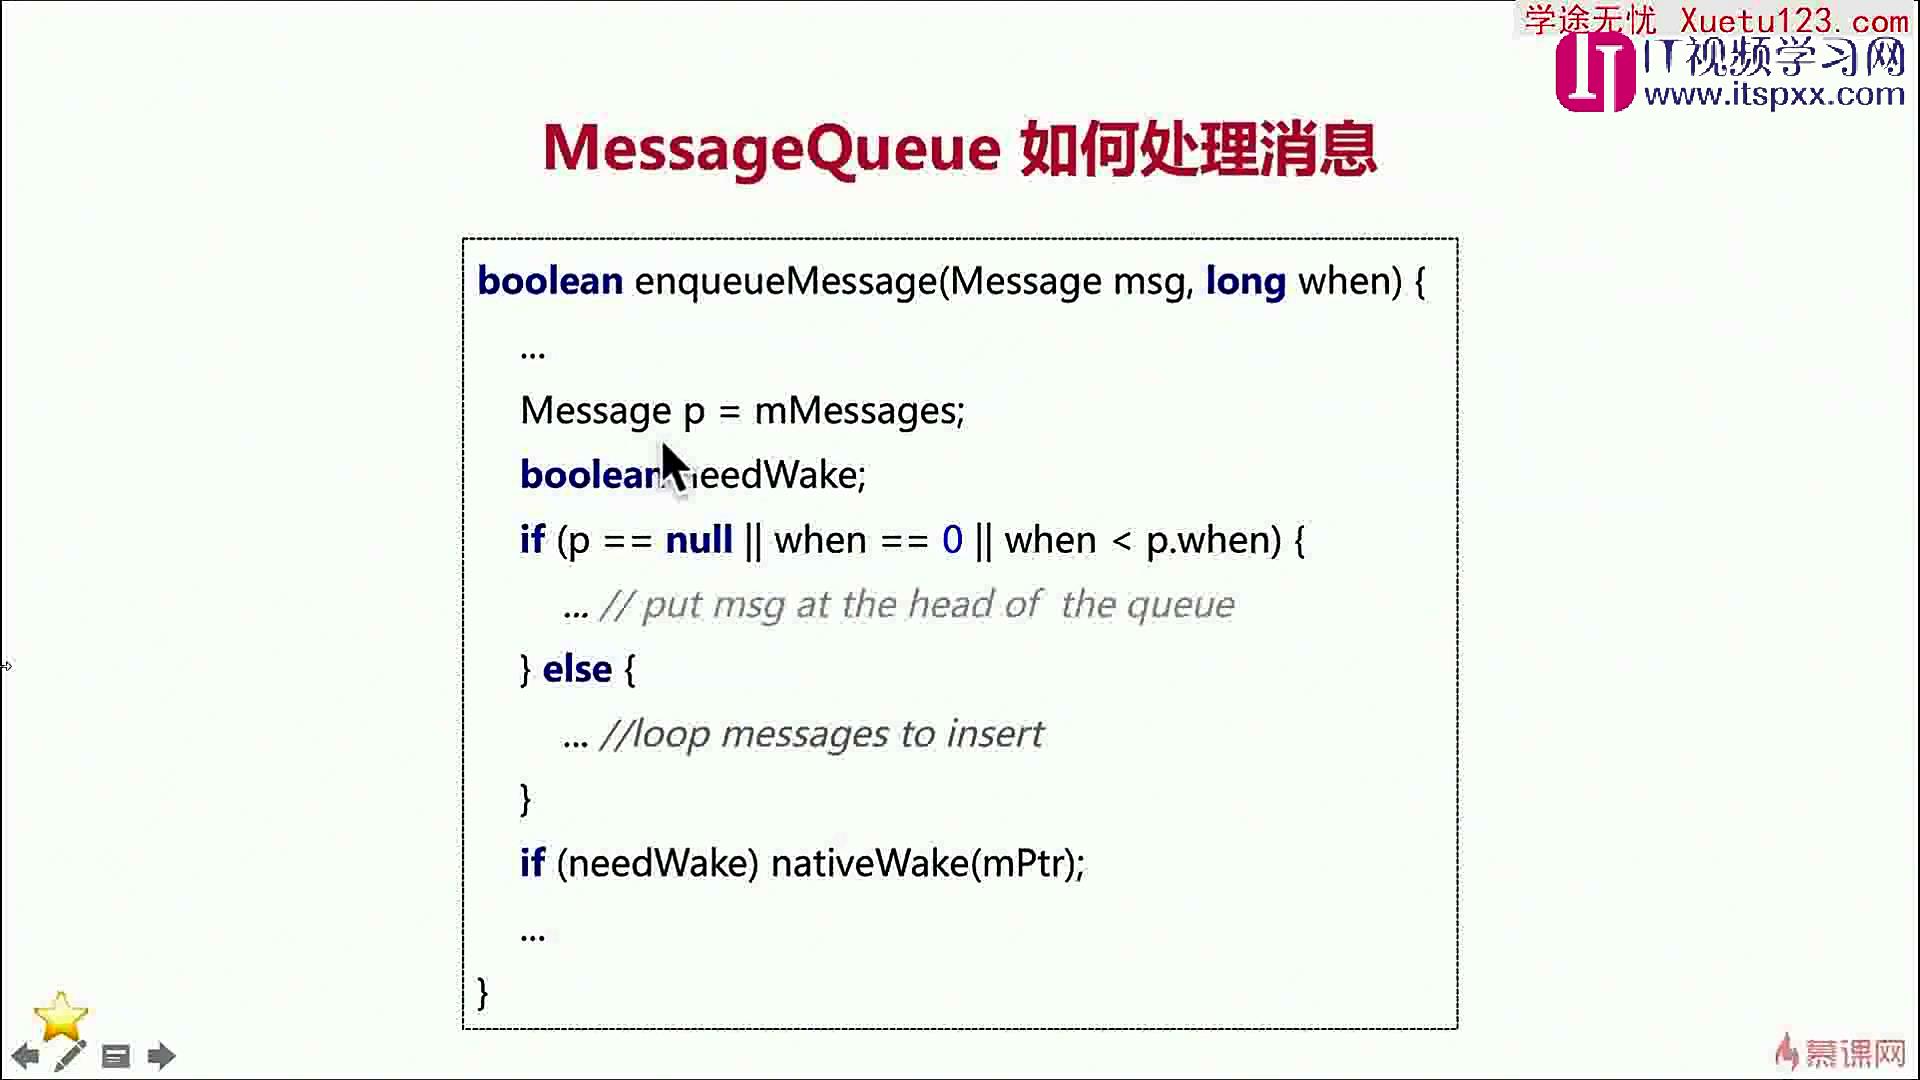 学途无忧 Xuetu123.com
IT视频学习网
www.itspxx.com
MessageQueue 如何处理消息
boolean enqueueMessage(Message msg, long when) {
...
Message p = mMessages;
boolean needWake;
if (p == null || when == 0 || when < p.when) {
... // put msg at the head of the queue
} else {
... //loop messages to insert
}
if (needWake) nativeWake(mPtr);
...
}
慕课网